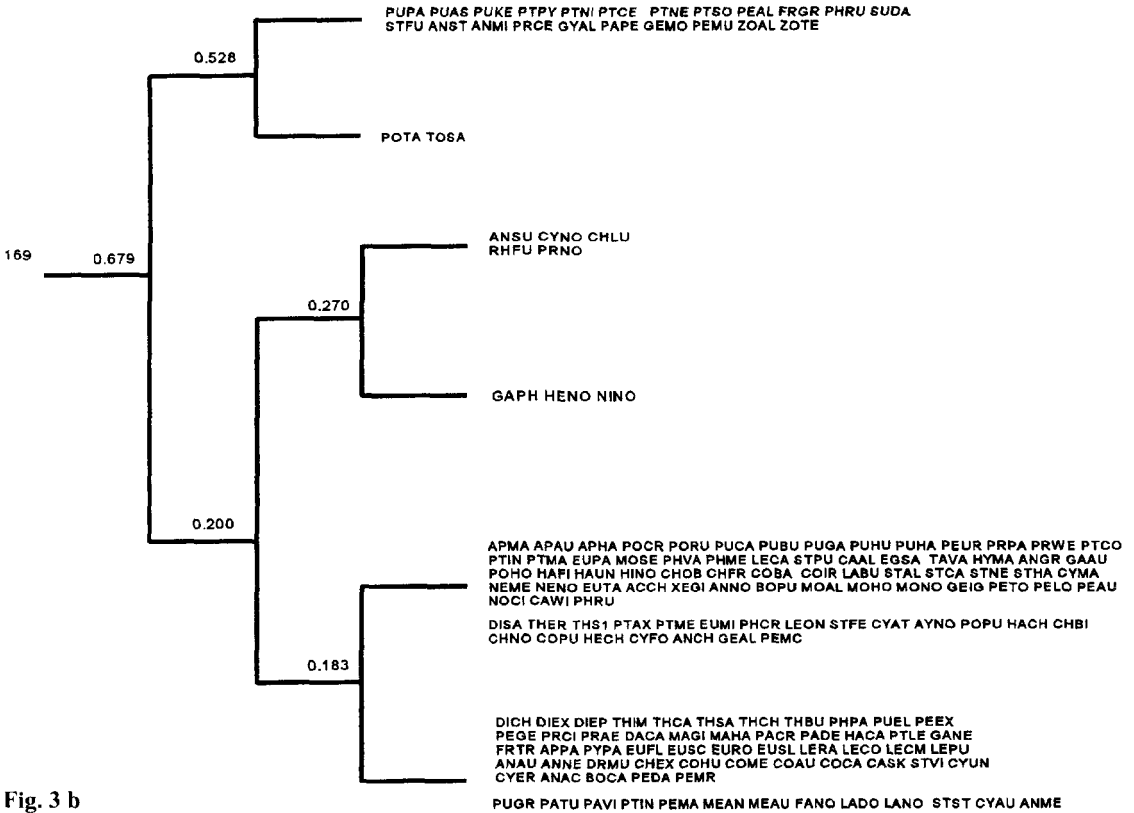 PUPA PUAS PUKE PTPY PTNI PTCE PTNE PTSO PEAL FRGR PHRU SUDA
STFU ANST ANMI PRCE GYAL PAPE GEMO PEMU ZOAL ZOTE
0.528
POTA TOSA
ANSU CYNO CHLU
RHFU PRNO
169
0.679
0.270
GAPH HENO NINO
0.200
APMA APAU APHA POCR PORU PUCA PUBU PUGA PUHU PUHA PEUR PRPA PRWE PTCO
PTIN PTMA EUPA MOSE PHVA PHME LECA STPU CAAL EGSA TAVA HYMA ANGR GAAU
POHO HAFI HAUN HINO CHOB CHFR COBA COIR LABU STAL STCA STNE STHA CYMA
NEME NENO EUTA ACCH XEGI ANNO BOPU MOAL MOHO MONO GEIG PETO PELO PEAU
NOCI CAWI PHRU
DISA THER THS1 PTAX PTME EUMI PHCR LEON STFE CYAT AYNO POPU HACH CHBI
CHNO COPU HECH CYFO ANCH GEAL PEMC
0.183
DICH DIEX DIEP THIM THCA THSA THCH THBU PHPA PUEL PEEX
PEGE PRCI PRAE DACA MAGI MAHA PACR PADE HACA PTLE GANE
FRTR APPA PYPA EUFL EUSC EURO EUSL LERA LECO LECM LEPU
ANAU ANNE DRMU CHEX COHU COME COAU COCA CASK STVI CYUN
CYER ANAC BOCA PEDA PEMR
PUGR PATU PAVI PTIN PEMA MEAN MEAU FANO LADO LANO STST CYAU ANME
Fig. 3 b